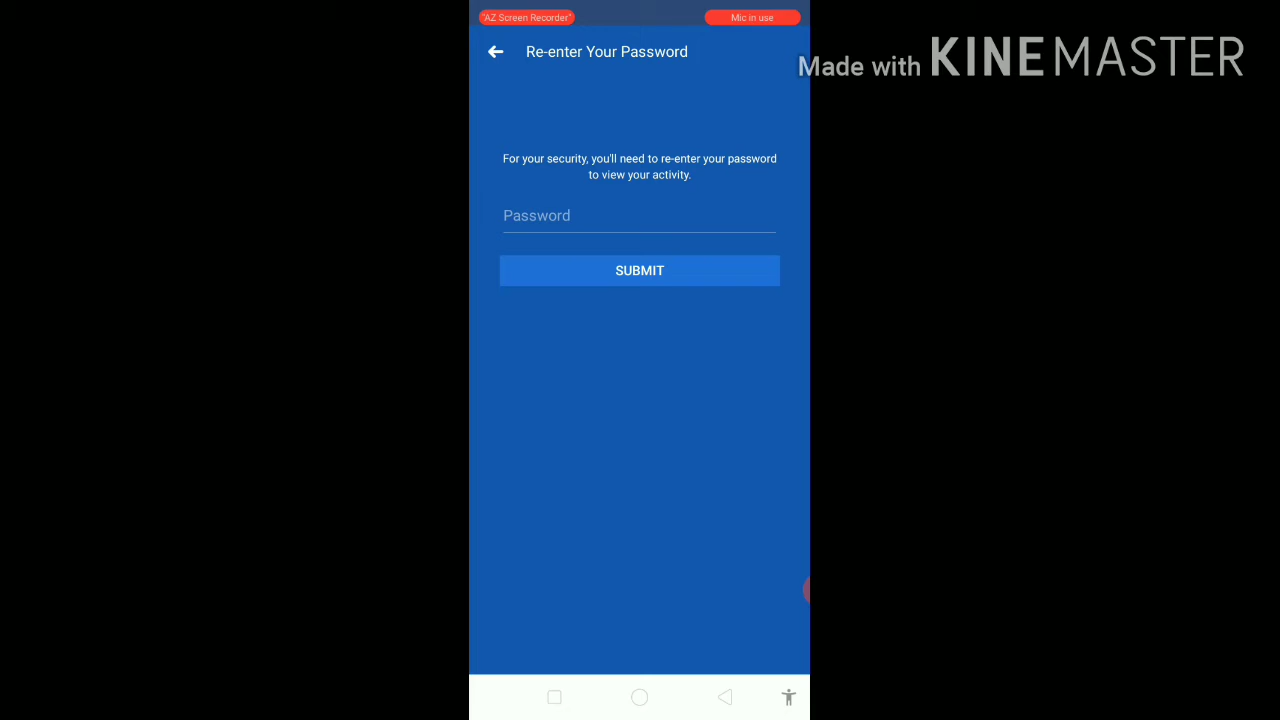 "AZ Screen Recorder"
Mic in use
Re-enter Your Password
Made with KINEMASTER
For your security, you'll need to re-enter your password
to view your activity.
Password
SUBMIT